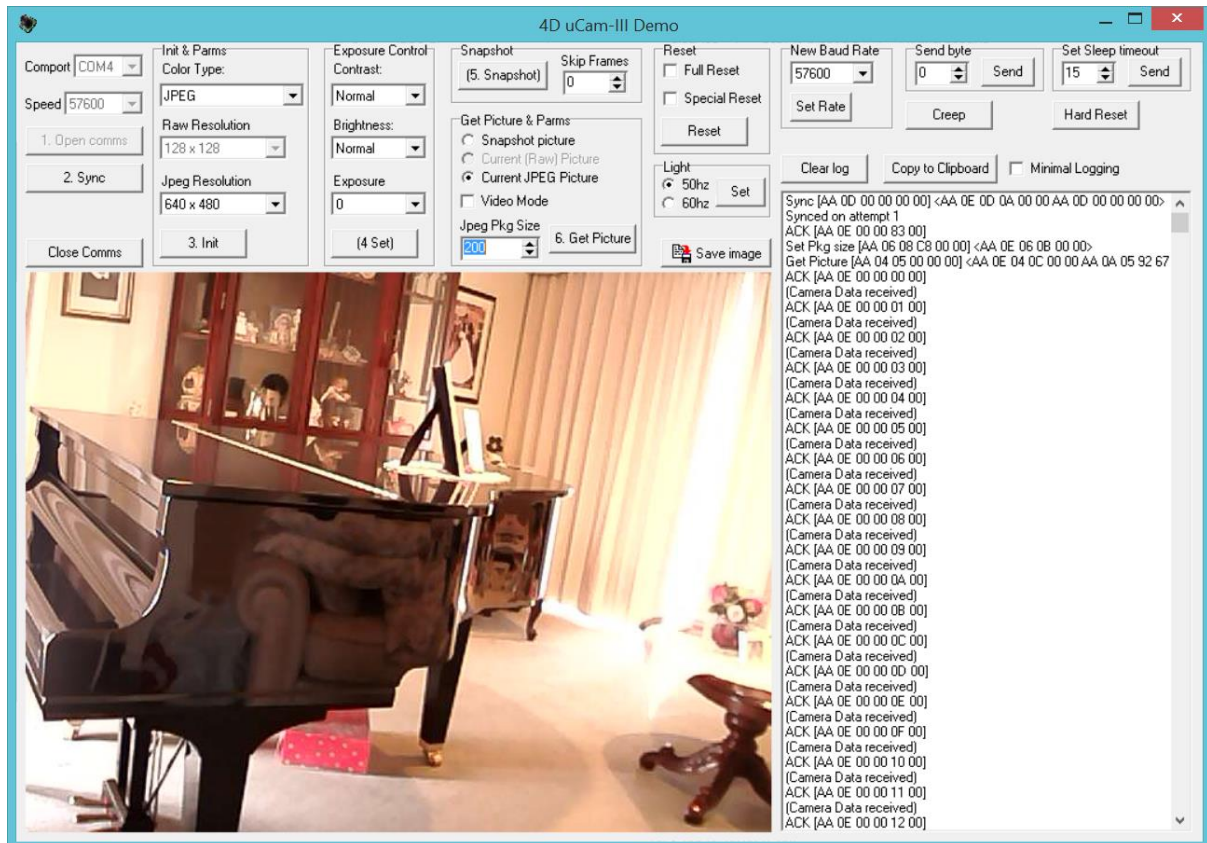 4D uCam-III Demo
Comport COM4
Speed 57600
1. Open comms
2. Sync
Close Comms
Init & Parms
Color Type:
JPEG
Raw Resolution
128 x 128
Jpeg Resolution
640 x 480
3. Init
Exposure Control
Contrast:
Normal
Brightness:
Normal
Exposure
0
(4 Set)
Snapshot
(5. Snapshot)
Skip Frames
0
Get Picture & Parms
Snapshot picture
Current (Raw) Picture
Current JPEG Picture
Video Mode
Jpeg Pkg Size
200
6. Get Picture
Reset
Full Reset
Special Reset
Reset
Light
50hz
60hz
Set
Save image
New Baud Rate
57600
Set Rate
Send byte
0
Send
Creep
Set Sleep timeout
15
Send
Hard Reset
Clear log
Copy to Clipboard
Minimal Logging
Sync [AA 0D 00 00 00 00] <AA 0E 0D 0A 00 00 AA 0D 00 00 00 00>
Synced on attempt 1
ACK [AA 0E 00 00 83 00]
Set Pkg size [AA 06 08 C8 00 00] <AA 0E 06 0B 00 00>
Get Picture [AA 04 05 00 00 00] <AA 0E 04 0C 00 00 AA 0A 05 92 67
ACK [AA 0E 00 00 00 00]
(Camera Data received)
ACK [AA 0E 00 00 01 00]
(Camera Data received)
ACK [AA 0E 00 00 02 00]
(Camera Data received)
ACK [AA 0E 00 00 03 00]
(Camera Data received)
ACK [AA 0E 00 00 04 00]
(Camera Data received)
ACK [AA 0E 00 00 05 00]
(Camera Data received)
ACK [AA 0E 00 00 06 00]
(Camera Data received)
ACK [AA 0E 00 00 07 00]
(Camera Data received)
ACK [AA 0E 00 00 08 00]
(Camera Data received)
ACK [AA 0E 00 00 09 00]
(Camera Data received)
ACK [AA 0E 00 00 0A 00]
(Camera Data received)
ACK [AA 0E 00 00 0B 00]
(Camera Data received)
ACK [AA 0E 00 00 0C 00]
(Camera Data received)
ACK [AA 0E 00 00 0D 00]
(Camera Data received)
ACK [AA 0E 00 00 0E 00]
(Camera Data received)
ACK [AA 0E 00 00 0F 00]
(Camera Data received)
ACK [AA 0E 00 00 10 00]
(Camera Data received)
ACK [AA 0E 00 00 11 00]
(Camera Data received)
ACK [AA 0E 00 00 12 00]